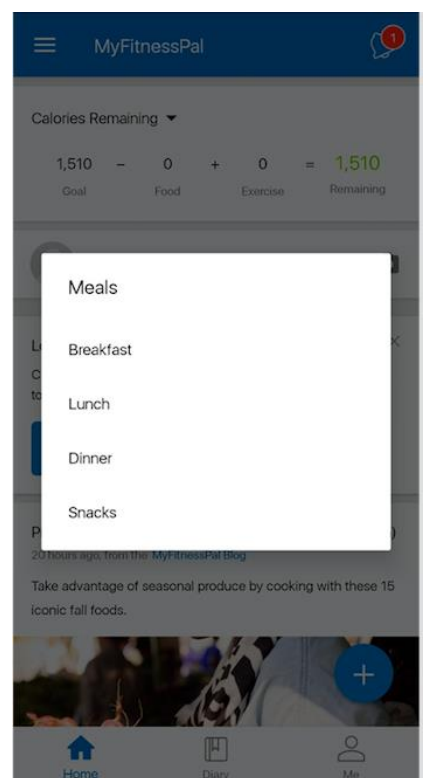 MyFitnessPal
1
Calories Remaining
1,510 - 0 + 0 = 1,510
Goal Food Exercise Remaining
Meals
Breakfast
Lunch
Dinner
Snacks
20 hours ago, from the MyFitnessPal Blog
Take advantage of seasonal produce by cooking with these 15
iconic fall foods.
+
Home Diary Me